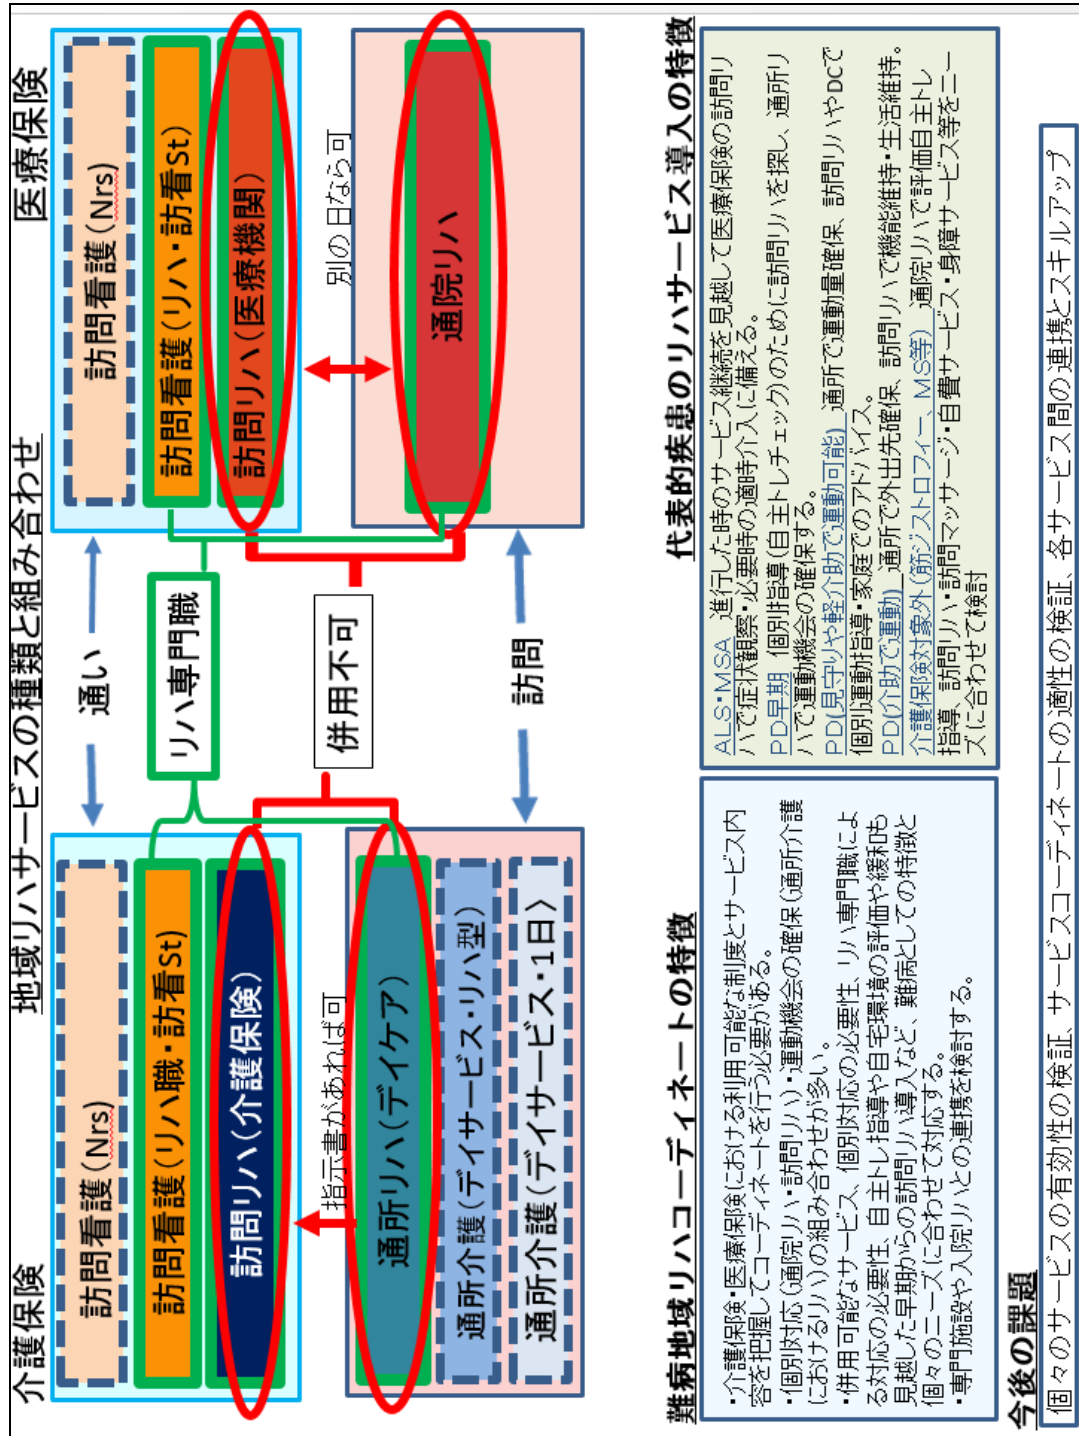 地域リハサービスの種類と組み合わせ
介護保険
医療保険
訪問看護(Nrs)
訪問看護(リハ職・訪看St)
訪問リハ(介護保険)
指示書があれば可
通所リハ(デイケア)
通所介護(デイサービス・リハ型)
通所介護(デイサービス・1日〉
通い
リハ専門職
併用不可
訪問
訪問看護(Nrs)
訪問看護(リハ・訪看St)
訪問リハ(医療機関)
別の日なら可
通院リハ
難病地域リハコーディネートの特徴
・介護保険・医療保険における利用可能な制度とサービス内
容を把握してコーディネートを行う必要がある。
・個別対応(通院リハ・訪問リハ)・運動機会の確保(通所介護
におけるリハ)の組み合わせが多い。
・併用可能なサービス、個別対応の必要性、リハ専門職によ
る対応の必要性、自主トレ指導や自宅環境の評価や緩和も
見越した早期からの訪問リハ導入など、難病としての特徴と
個々のニーズに合わせて対応する。
・専門施設や入院リハとの連携を検討する。
代表的疾患のリハサービス導入の特徴
ALS・MSA 進行した時のサービス継続を見越して医療保険の訪問リ
ハで症状観察・必要時の適時介入に備える。
PD早期 個別指導(自主トレチェック)のために訪問リハを探し、通所リ
ハで運動機会の確保する。
PD(見守りや軽介助で運動可能) 通所で運動量確保、訪問リハやDCで
個別運動指導・家庭でのアドバイス。
PD(介助で運動) 通所で外出先確保、訪問リハで機能維持・生活維持。
介護保険対象外(筋ジストロフィー、MS等) 通院リハで評価自主トレ
指導、訪問リハ・訪問マッサージ・自費サービス・身障サービス等をニー
ズに合わせて検討
今後の課題
個々のサービスの有効性の検証、サービスコーディネートの適性の検証、各サービス間の連携とスキルアップ